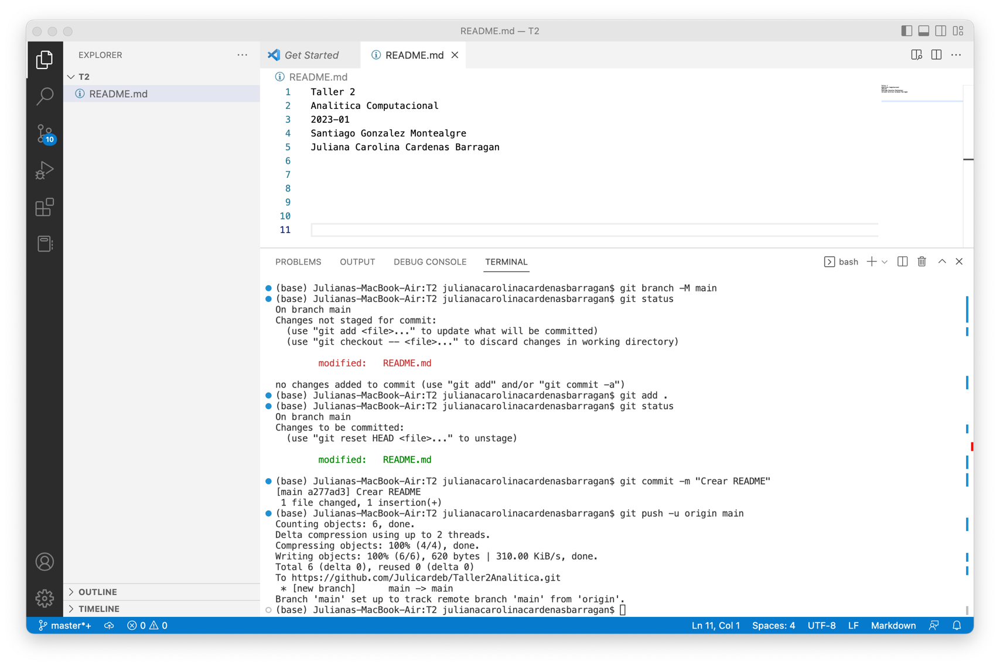 README.md — T2
EXPLORER
T2
README.md
10
Get Started
README.md
README.md
1 Taller 2
2 Analitica Computacional
3 2023-01
4 Santiago Gonzalez Montealgre
5 Juliana Carolina Cardenas Barragan
6
7
8
9
10
11
PROBLEMS OUTPUT DEBUG CONSOLE TERMINAL
bash
(base) Julianas-MacBook-Air:T2 julianacarolinacardenasbarragan$ git branch -M main
(base) Julianas-MacBook-Air:T2 julianacarolinacardenasbarragan$ git status
On branch main
Changes not staged for commit:
  (use "git add <file>..." to update what will be committed)
  (use "git checkout -- <file>..." to discard changes in working directory)
        modified:   README.md
no changes added to commit (use "git add" and/or "git commit -a")
(base) Julianas-MacBook-Air:T2 julianacarolinacardenasbarragan$ git add .
(base) Julianas-MacBook-Air:T2 julianacarolinacardenasbarragan$ git status
On branch main
Changes to be committed:
  (use "git reset HEAD <file>..." to unstage)
        modified:   README.md
(base) Julianas-MacBook-Air:T2 julianacarolinacardenasbarragan$ git commit -m "Crear README"
[main a277ad3] Crear README
 1 file changed, 1 insertion(+)
(base) Julianas-MacBook-Air:T2 julianacarolinacardenasbarragan$ git push -u origin main
Counting objects: 6, done.
Delta compression using up to 2 threads.
Compressing objects: 100% (4/4), done.
Writing objects: 100% (6/6), 620 bytes | 310.00 KiB/s, done.
Total 6 (delta 0), reused 0 (delta 0)
To https://github.com/Julicardeb/Taller2Analitica.git
 * [new branch]      main -> main
Branch 'main' set up to track remote branch 'main' from 'origin'.
(base) Julianas-MacBook-Air:T2 julianacarolinacardenasbarragan$
OUTLINE
TIMELINE
master*+ 0 0 Ln 11, Col 1 Spaces: 4 UTF-8 LF Markdown